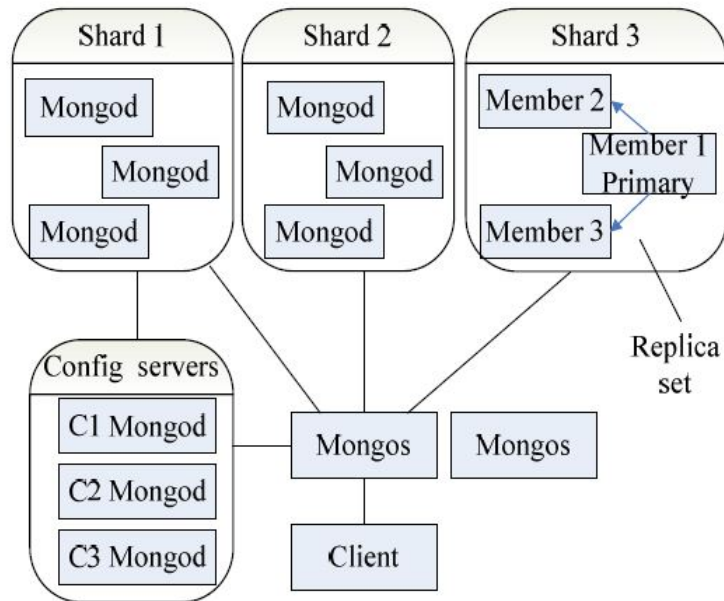 Shard 1
Mongod
Mongod
Mongod
Shard 2
Mongod
Mongod
Mongod
Shard 3
Member 2
Member 1
Primary
Member 3
Replica
set
Config servers
C1 Mongod
C2 Mongod
C3 Mongod
Mongos
Mongos
Client